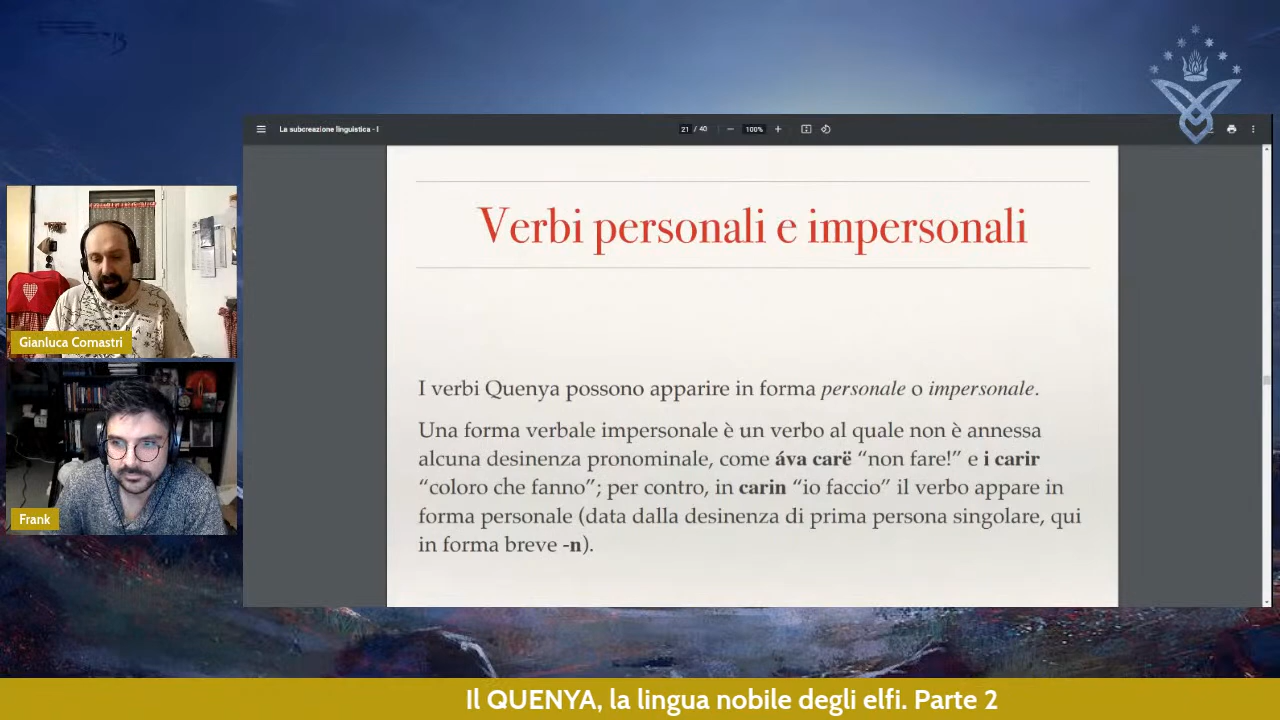 La subcreazione linguistica - I
21 / 40
100%
Verbi personali e impersonali
I verbi Quenya possono apparire in forma personale o impersonale.
Una forma verbale impersonale è un verbo al quale non è annessa
alcuna desinenza pronominale, come áva carë “non fare!” e i carir
“coloro che fanno”; per contro, in carin “io faccio” il verbo appare in
forma personale (data dalla desinenza di prima persona singolare, qui
in forma breve -n).
Gianluca Comastri
Frank
Il QUENYA, la lingua nobile degli elfi. Parte 2